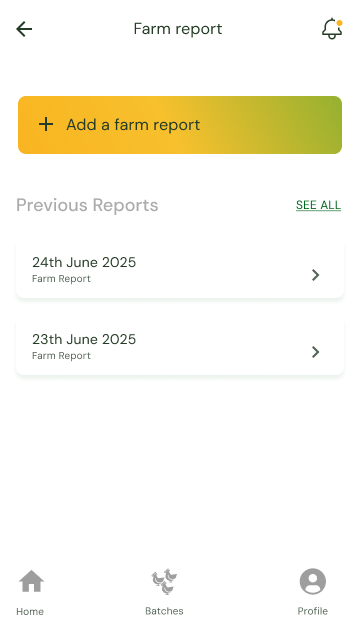 Farm report
Add a farm report
Previous Reports
SEE ALL
24th June 2025
Farm Report
23th June 2025
Farm Report
Home
Batches
Profile